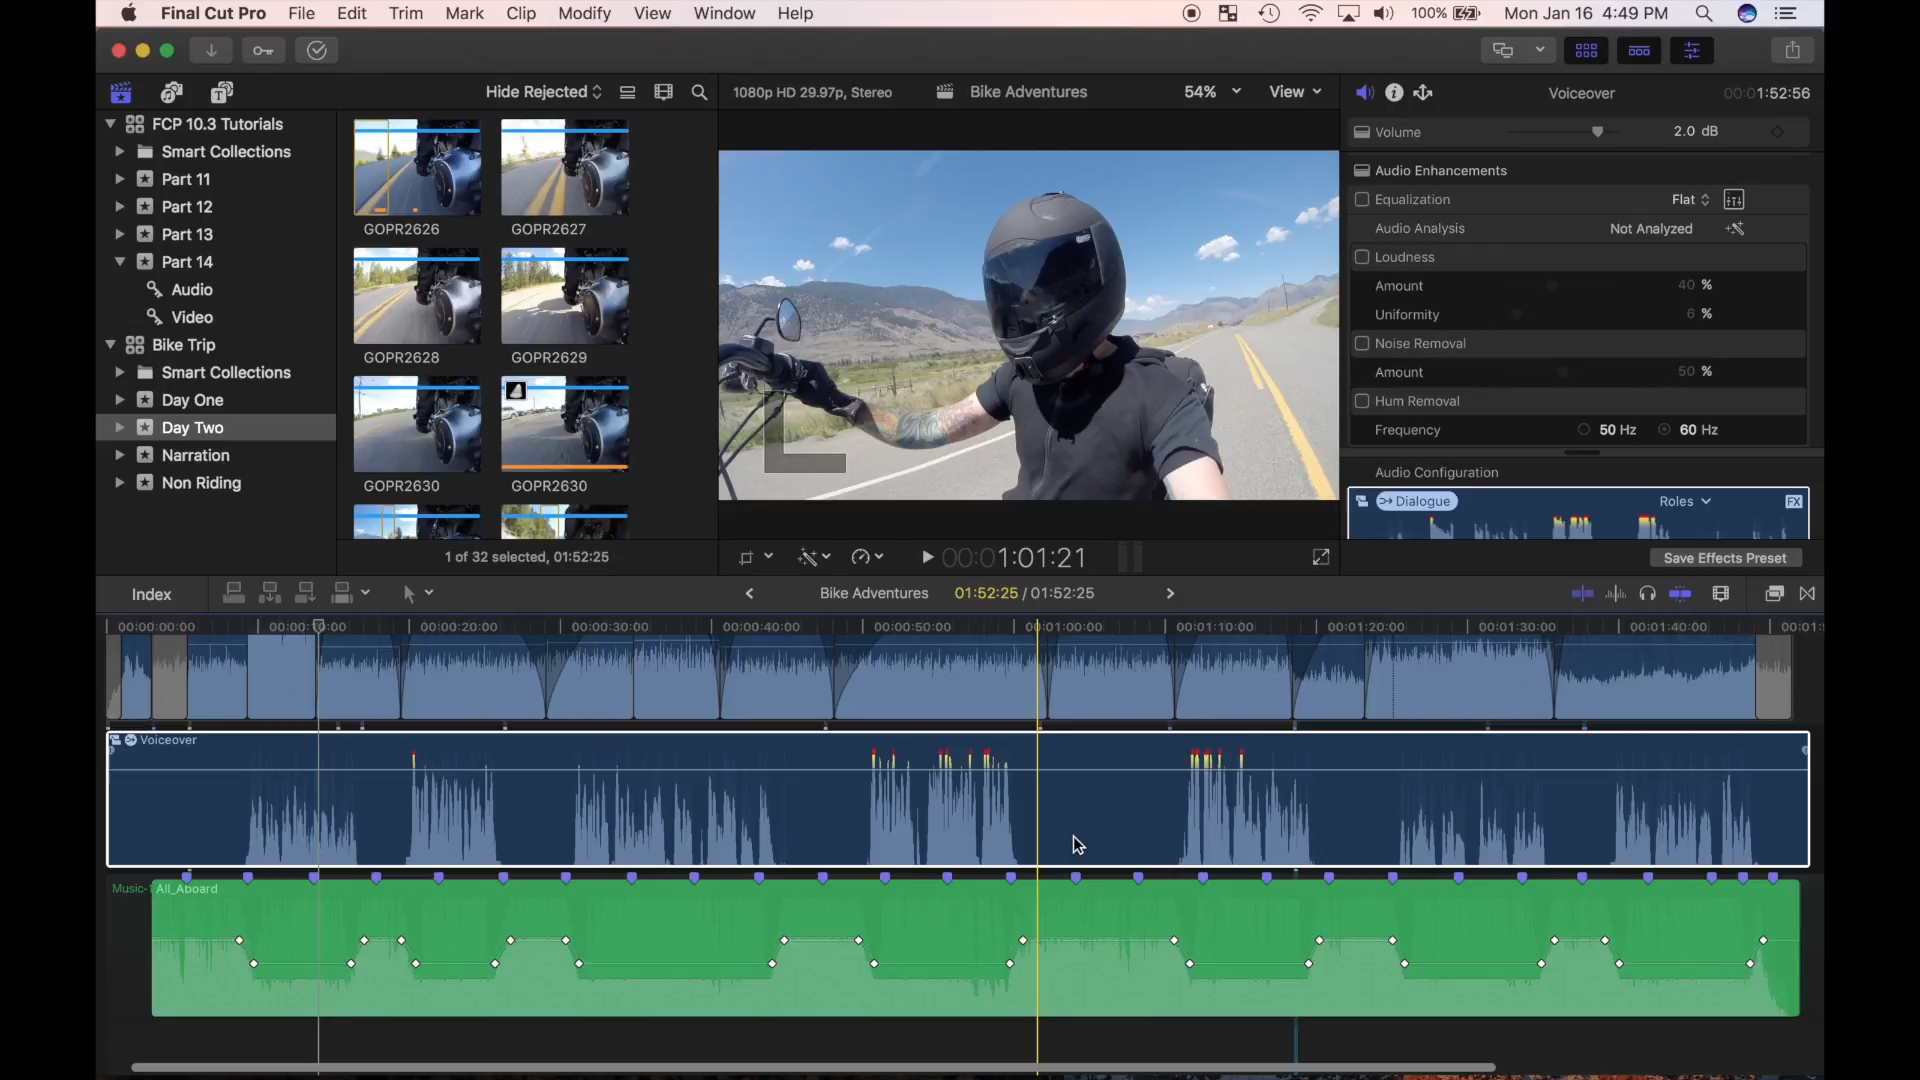 Final Cut Pro File Edit Trim Mark Clip Modify View Window Help 100% Mon Jan 16 4:49 PM
Hide Rejected 1080p HD 29.97p, Stereo Bike Adventures 54% View Voiceover 00:01:52:56
FCP 10.3 Tutorials
Smart Collections
Part 11
Part 12
Part 13
Part 14
Audio
Video
Bike Trip
Smart Collections
Day One
Day Two
Narration
Non Riding
GOPR2626 GOPR2627
GOPR2628 GOPR2629
GOPR2630 GOPR2630
1 of 32 selected, 01:52:25
00:01:01:21
Volume 2.0 dB
Audio Enhancements
Equalization Flat
Audio Analysis Not Analyzed
Loudness
Amount 40 %
Uniformity 6 %
Noise Removal
Amount 50 %
Hum Removal
Frequency 50 Hz 60 Hz
Audio Configuration
Dialogue Roles FX
Save Effects Preset
Index Bike Adventures 01:52:25 / 01:52:25
00:00:00:00 00:00:20:00 00:00:30:00 00:00:40:00 00:00:50:00 00:01:00:00 00:01:10:00 00:01:20:00 00:01:30:00 00:01:40:00
Voiceover
Music-1 All_Aboard